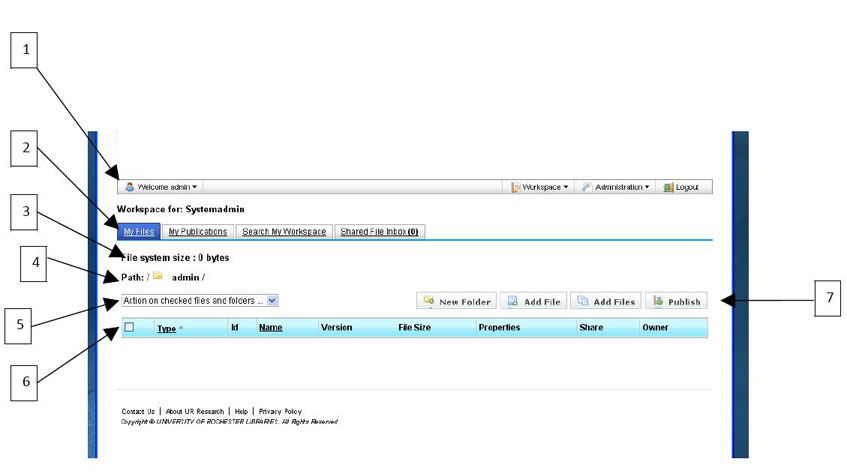 1
Welcome admin Workspace Administration Logout
2
Workspace for: Systemadmin
3
My Files My Publications Search My Workspace Shared File Inbox (0)
File system size : 0 bytes
4
Path: / admin /
5
Action on checked files and folders ... New Folder Add File Add Files Publish
7
Type Id Name Version File Size Properties Share Owner
6
Contact Us | About UR Research | Help | Privacy Policy
Copyright © UNIVERSITY OF ROCHESTER LIBRARIES. All Rights Reserved